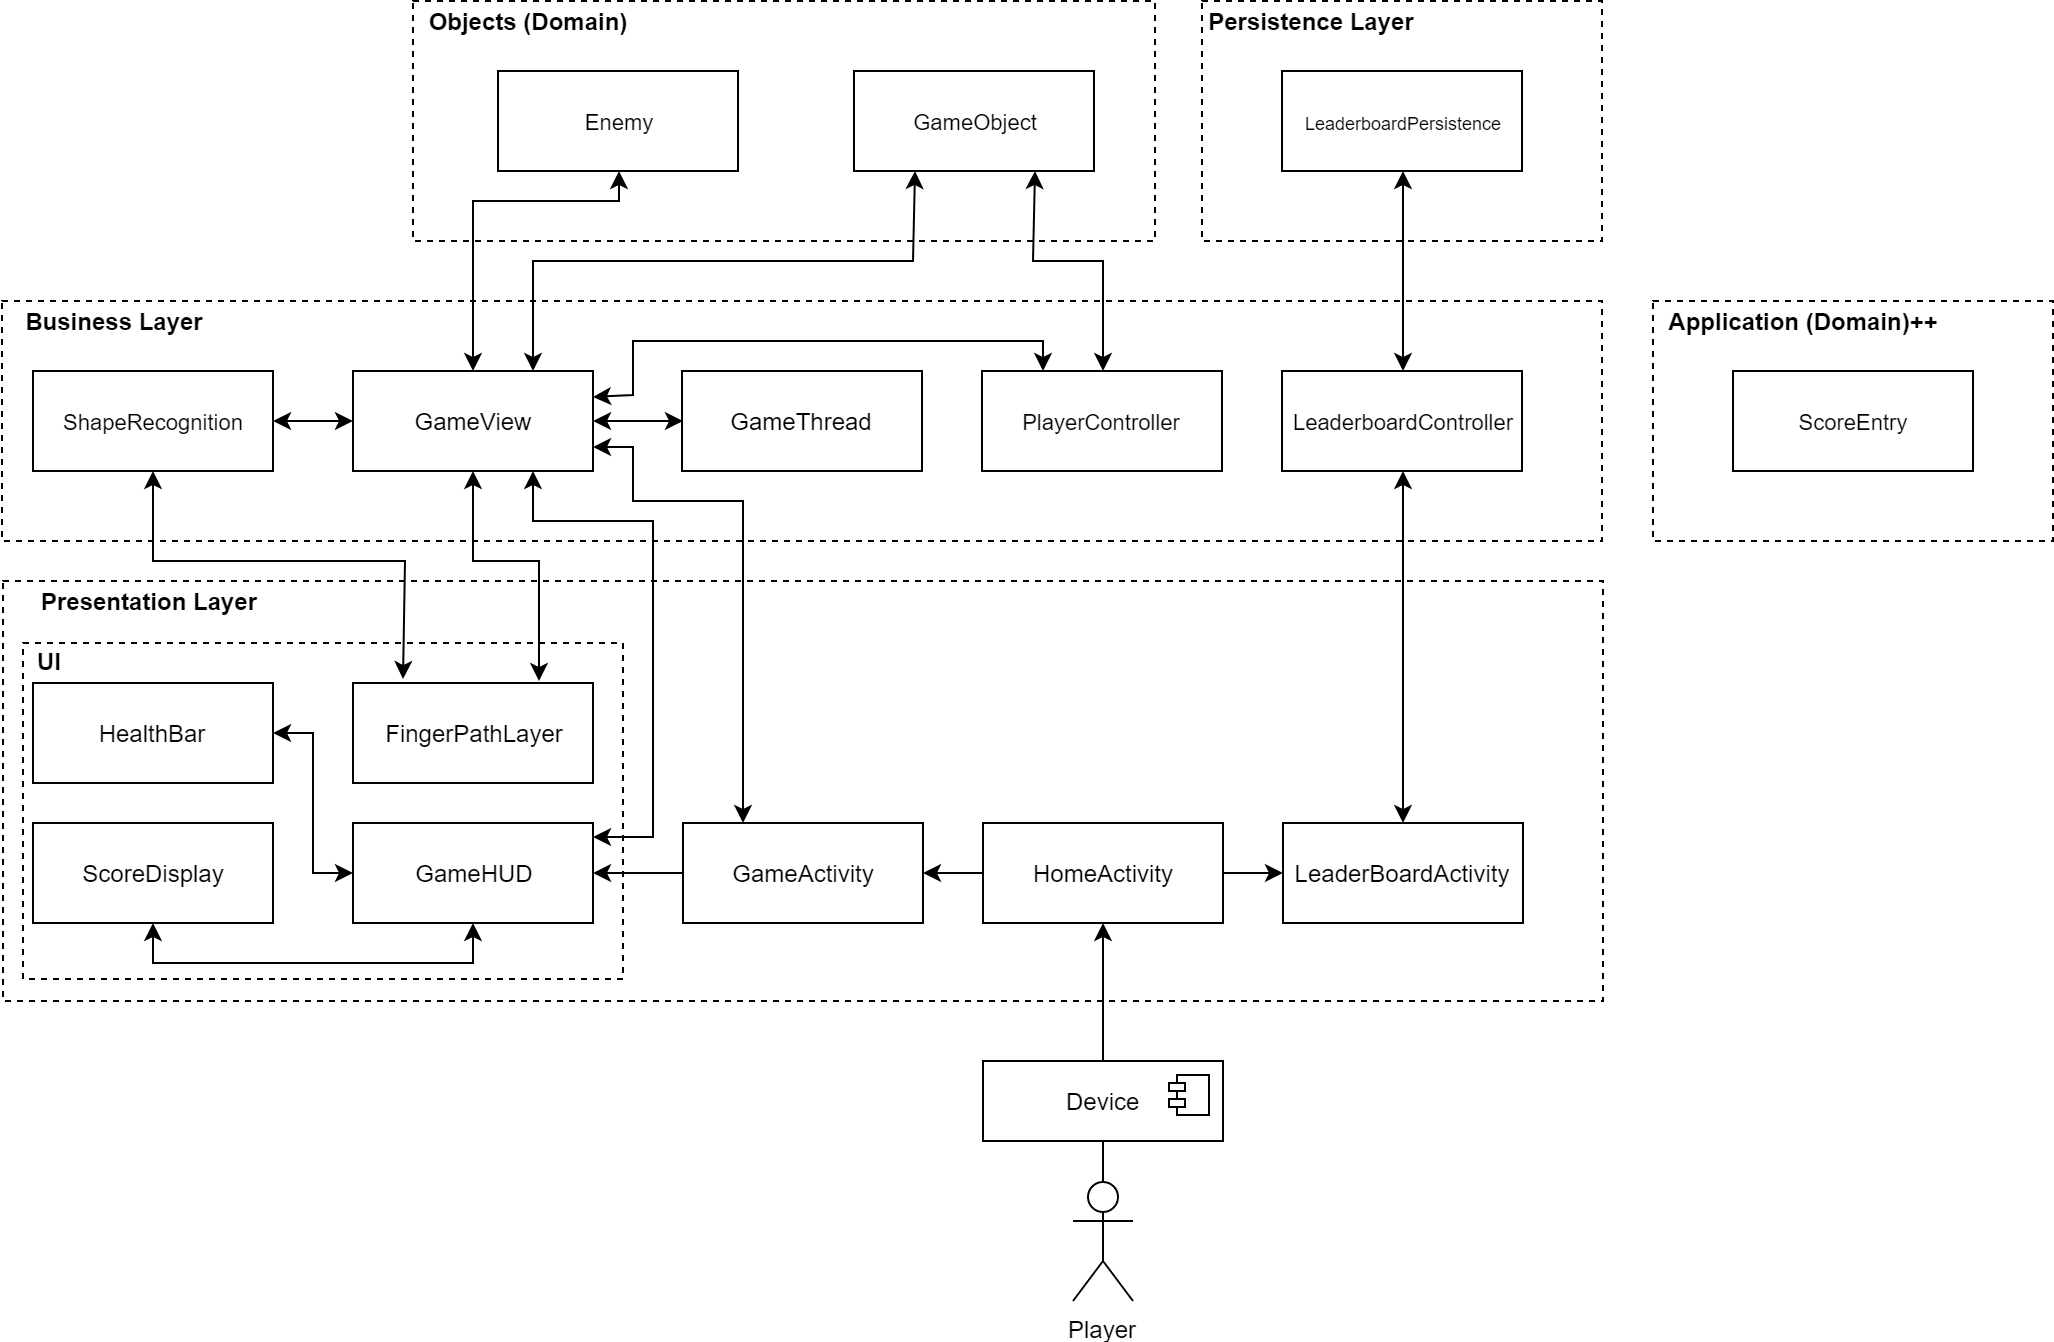 Objects (Domain)
Persistence Layer
Enemy
GameObject
LeaderboardPersistence
Business Layer
Application (Domain)++
ShapeRecognition
GameView
GameThread
PlayerController
LeaderboardController
ScoreEntry
Presentation Layer
UI
HealthBar
FingerPathLayer
ScoreDisplay
GameHUD
GameActivity
HomeActivity
LeaderBoardActivity
Device
Player